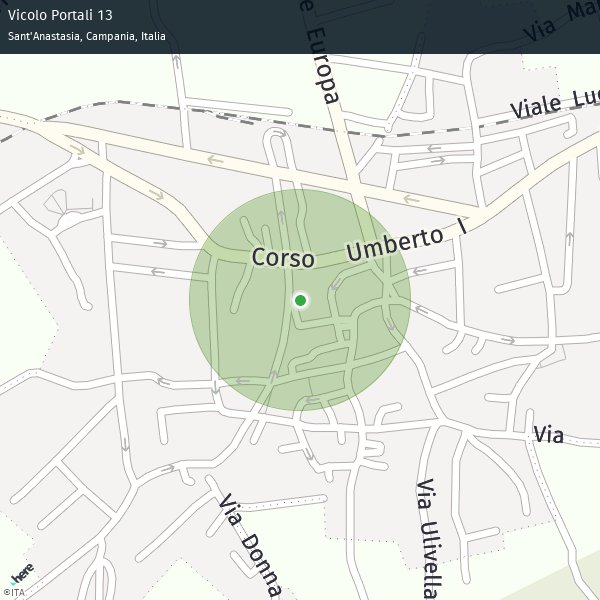 Vicolo Portali 13
Sant'Anastasia, Campania, Italia
e Europa
Via Ma
Viale Lu
Corso Umberto I
Via
Via Ulivella
Via Donna
here
©ITA